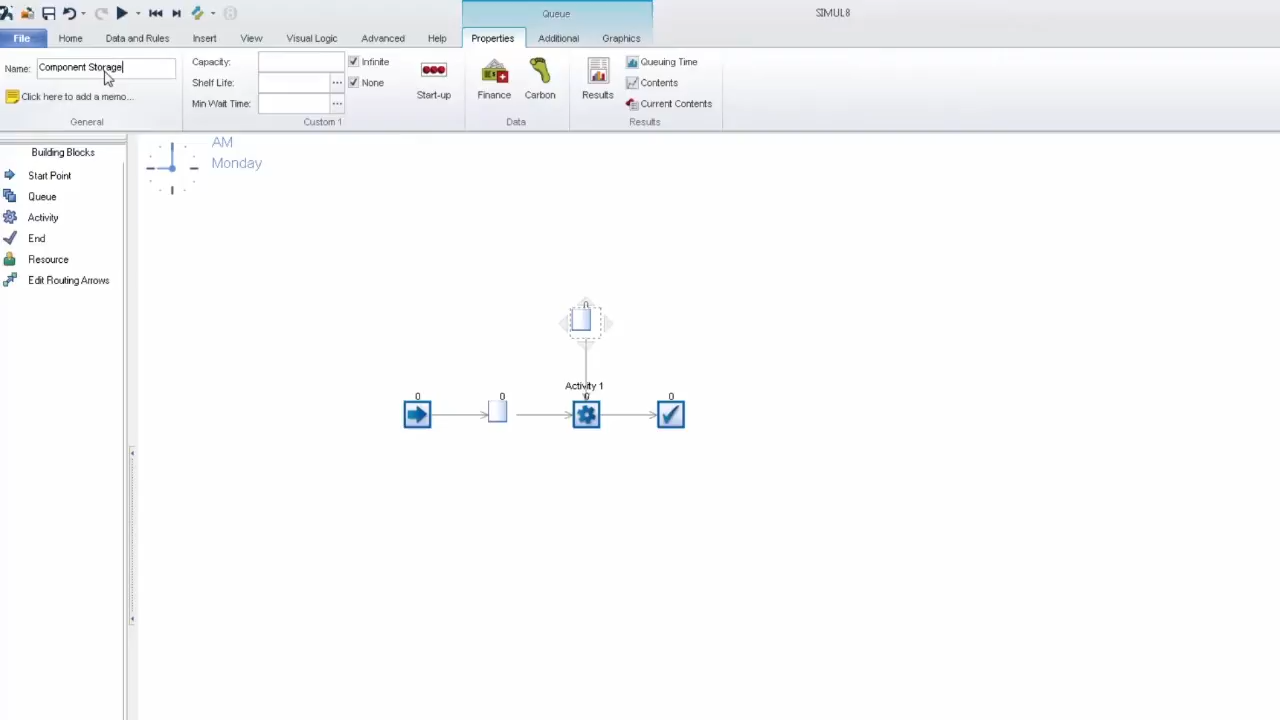 Queue
SIMUL8
File Home Data and Rules Insert View Visual Logic Advanced Help Properties Additional Graphics
Name: Component Storage
Click here to add a memo...
General
Capacity: Infinite
Shelf Life: ... None
Min Wait Time: ...
Custom 1
Start-up
Finance
Carbon
Data
Results
Queuing Time
Contents
Current Contents
Results
Building Blocks
Start Point
Queue
Activity
End
Resource
Edit Routing Arrows
AM
Monday
0
Activity 1
0
0
0
0